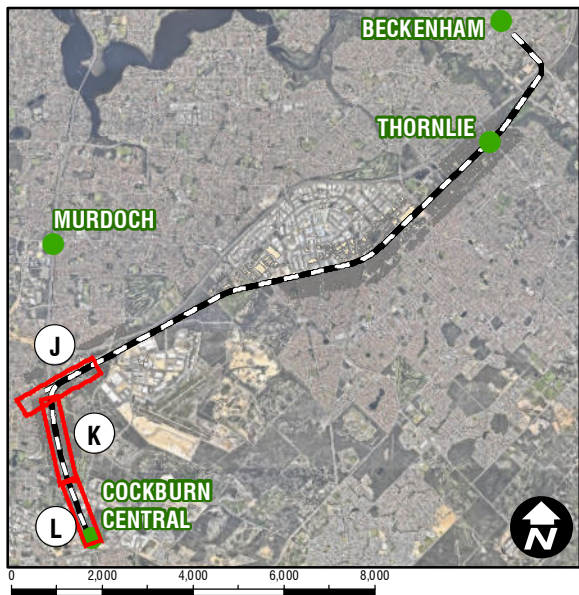 BECKENHAM
THORNLIE
MURDOCH
J
K
COCKBURN
CENTRAL
L
N
0 2,000 4,000 6,000 8,000